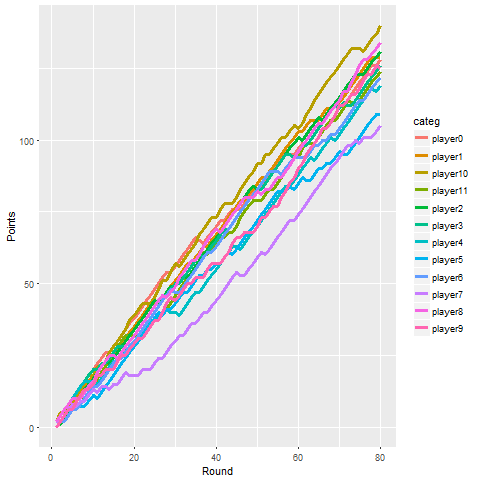 Points
100
50
0
0
20
40
60
80
Round
categ
player0
player1
player10
player11
player2
player3
player4
player5
player6
player7
player8
player9